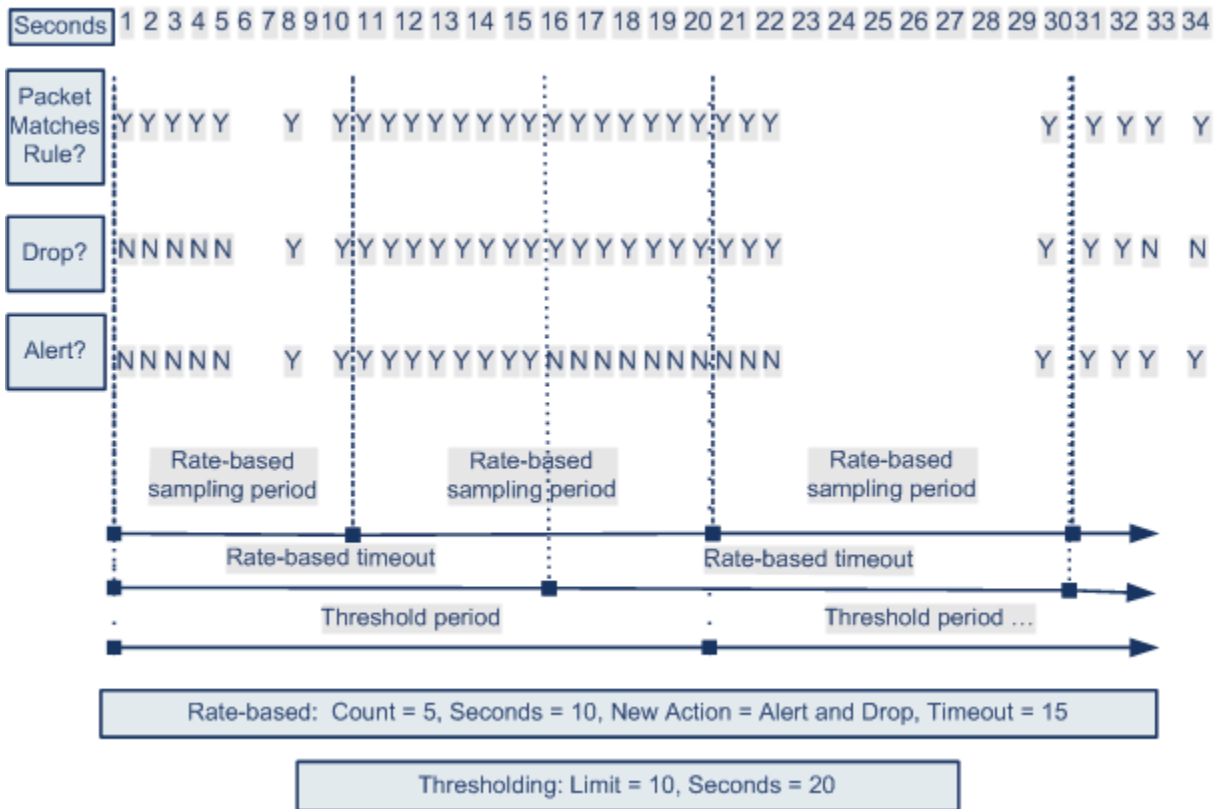 Seconds 1 2 3 4 5 6 7 8 9 10 11 12 13 14 15 16 17 18 19 20 21 22 23 24 25 26 27 28 29 30 31 32 33 34
Packet
Matches
Rule?
Y Y Y Y Y Y Y Y Y Y Y Y Y Y Y Y Y Y Y Y Y Y Y Y Y Y Y Y Y Y
Drop?
N N N N N Y Y Y Y Y Y Y Y Y Y Y Y Y Y Y Y Y Y Y Y Y Y Y N N
Alert?
N N N N N Y Y Y Y Y Y Y Y Y Y N N N N N N N N N N Y Y Y Y Y
Rate-based
sampling period
Rate-based
sampling period
Rate-based
sampling period
Rate-based timeout
Rate-based timeout
Threshold period
Threshold period ...
Rate-based: Count = 5, Seconds = 10, New Action = Alert and Drop, Timeout = 15
Thresholding: Limit = 10, Seconds = 20